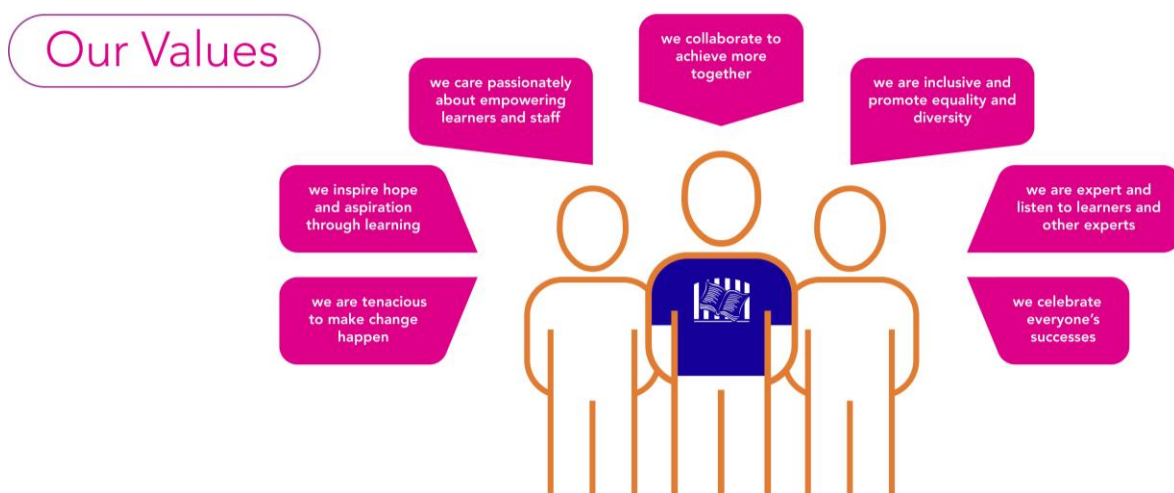 Our Values
we collaborate to
achieve more
together
we care passionately
about empowering
learners and staff
we are inclusive and
promote equality and
diversity
we inspire hope
and aspiration
through learning
we are expert and
listen to learners and
other experts
we are tenacious
to make change
happen
we celebrate
everyone's
successes